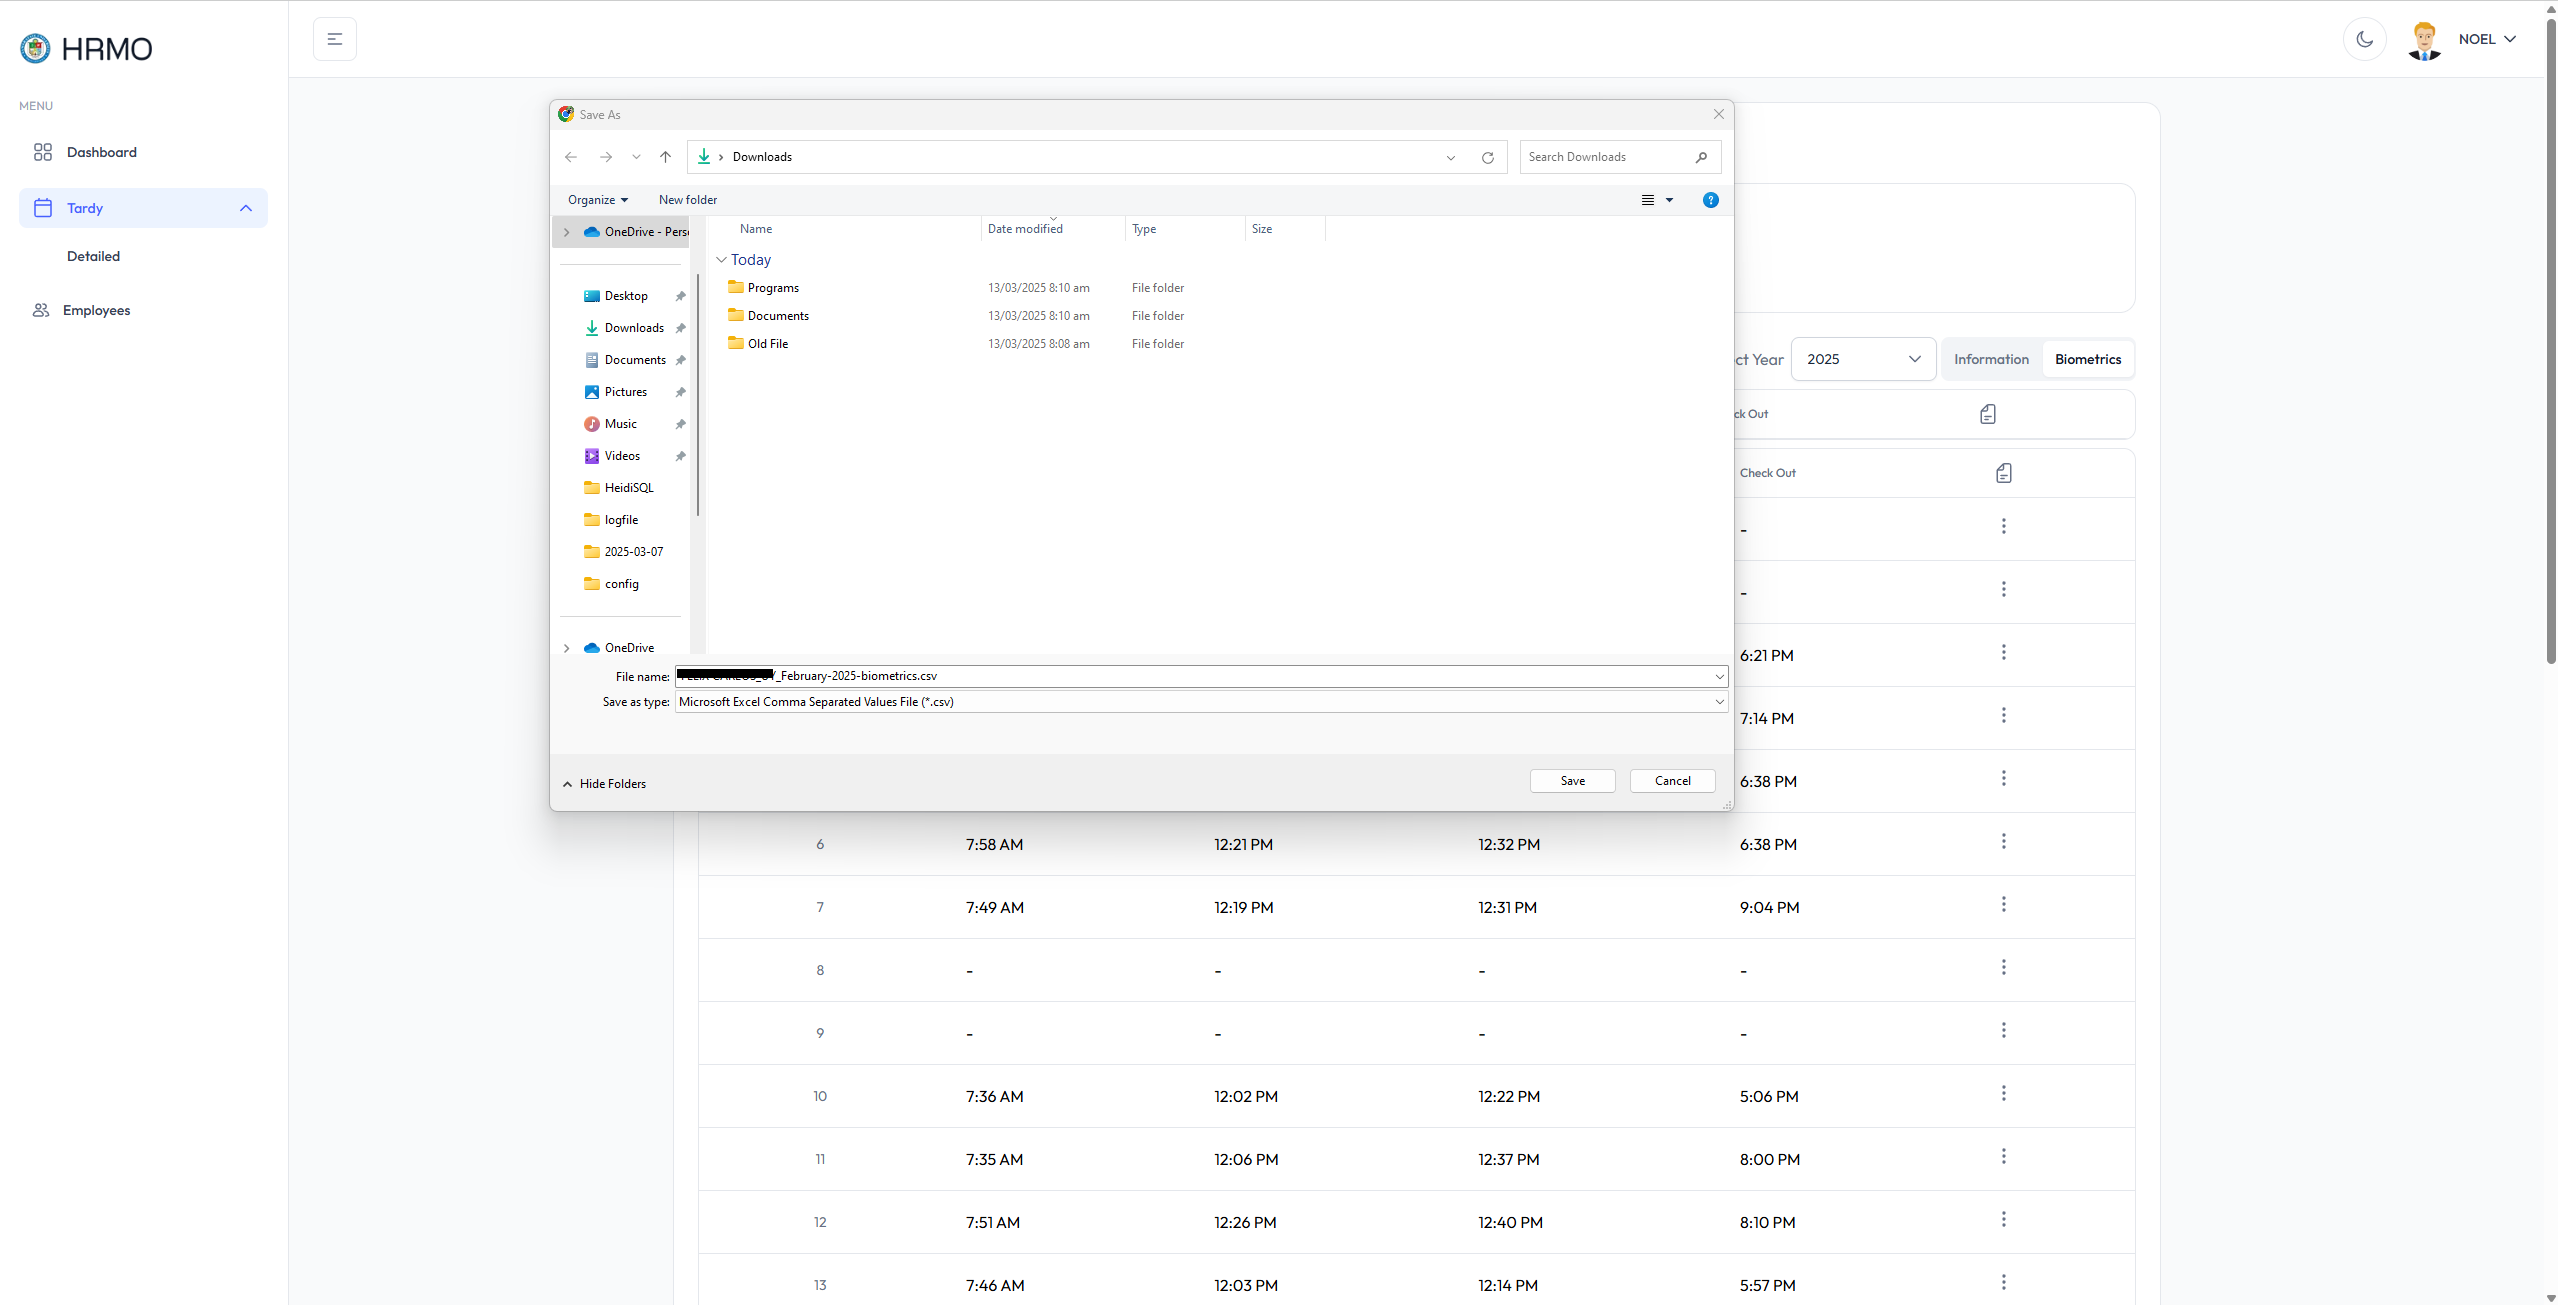 HRMO
NOEL
MENU
Dashboard
Tardy
Detailed
Employees
Save As
Downloads
Search Downloads
Organize
New folder
OneDrive - Pers
Desktop
Downloads
Documents
Pictures
Music
Videos
HeidiSQL
logfile
2025-03-07
config
OneDrive
Name Date modified Type Size
Today
Programs 13/03/2025 8:10 am File folder
Documents 13/03/2025 8:10 am File folder
Old File 13/03/2025 8:08 am File folder
File name: _February-2025-biometrics.csv
Save as type: Microsoft Excel Comma Separated Values File (*.csv)
Hide Folders
Save Cancel
ct Year 2025 Information Biometrics
ck Out
Check Out
-
-
6:21 PM
7:14 PM
6:38 PM
6 7:58 AM 12:21 PM 12:32 PM 6:38 PM
7 7:49 AM 12:19 PM 12:31 PM 9:04 PM
8 - - - -
9 - - - -
10 7:36 AM 12:02 PM 12:22 PM 5:06 PM
11 7:35 AM 12:06 PM 12:37 PM 8:00 PM
12 7:51 AM 12:26 PM 12:40 PM 8:10 PM
13 7:46 AM 12:03 PM 12:14 PM 5:57 PM